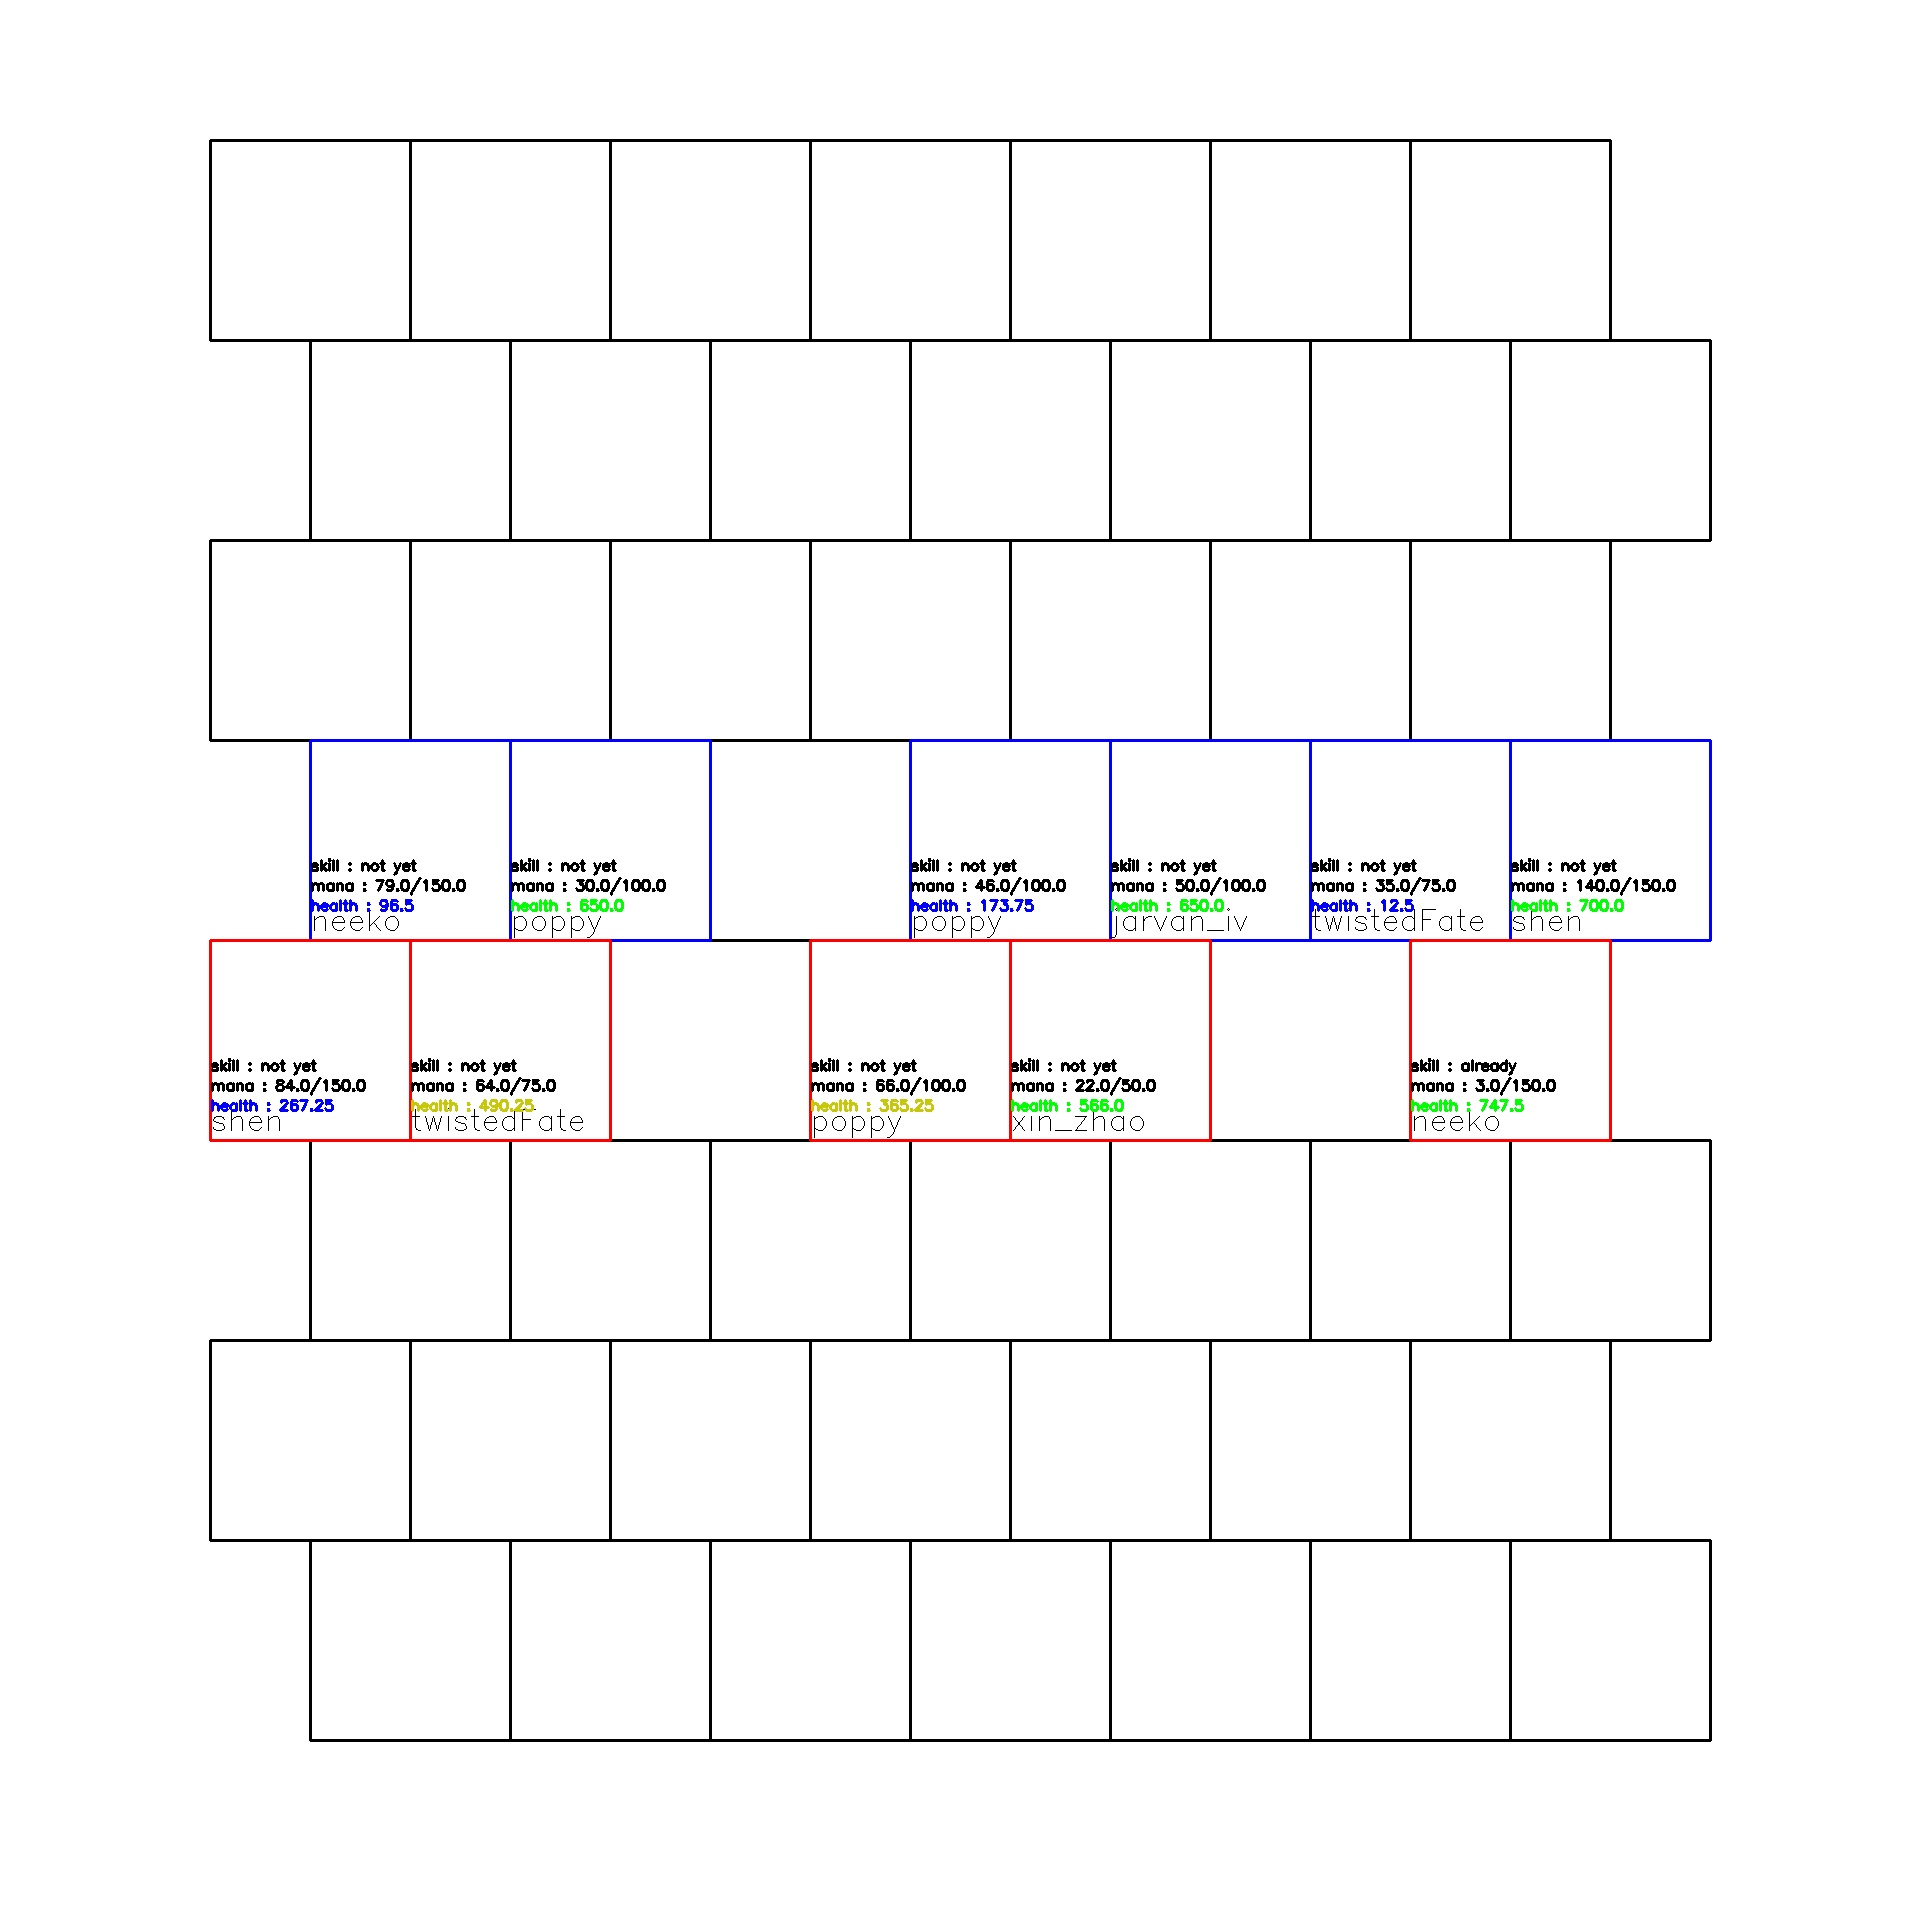 skill : not yet
mana : 79.0/150.0
health : 96.5
neeko
skill : not yet
mana : 30.0/100.0
health : 650.0
poppy
skill : not yet
mana : 46.0/100.0
health : 173.75
poppy
skill : not yet
mana : 50.0/100.0
health : 650.0
jarvan_iv
skill : not yet
mana : 35.0/75.0
health : 12.5
twistedFate
skill : not yet
mana : 140.0/150.0
health : 700.0
shen
skill : not yet
mana : 84.0/150.0
health : 267.25
shen
skill : not yet
mana : 64.0/75.0
health : 490.25
twistedFate
skill : not yet
mana : 66.0/100.0
health : 365.25
poppy
skill : not yet
mana : 22.0/50.0
health : 566.0
xin_zhao
skill : already
mana : 3.0/150.0
health : 747.5
neeko